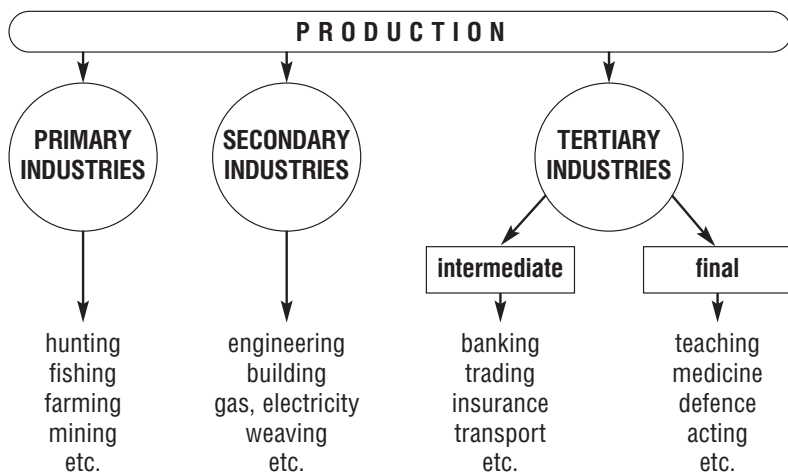 PRODUCTION
PRIMARY
INDUSTRIES
SECONDARY
INDUSTRIES
TERTIARY
INDUSTRIES
intermediate
final
hunting
fishing
farming
mining
etc.
engineering
building
gas, electricity
weaving
etc.
banking
trading
insurance
transport
etc.
teaching
medicine
defence
acting
etc.